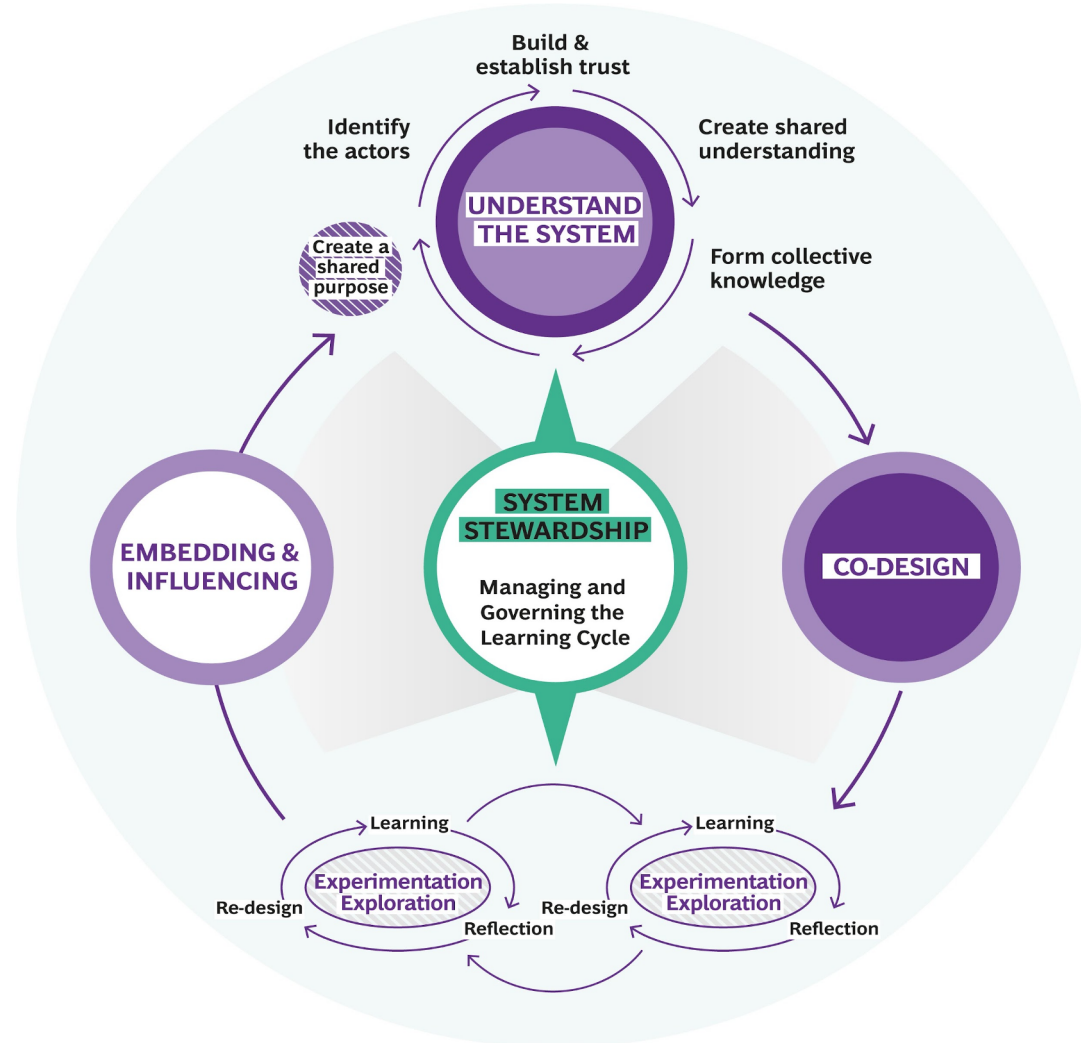 Build &
establish trust
Identify
the actors
Create shared
understanding
UNDERSTAND
THE SYSTEM
Create a
shared
purpose
Form collective
knowledge
SYSTEM
STEWARDSHIP
Managing and
Governing the
Learning Cycle
EMBEDDING &
INFLUENCING
CO-DESIGN
Learning
Experimentation
Exploration
Re-design
Reflection
Learning
Experimentation
Exploration
Re-design
Reflection